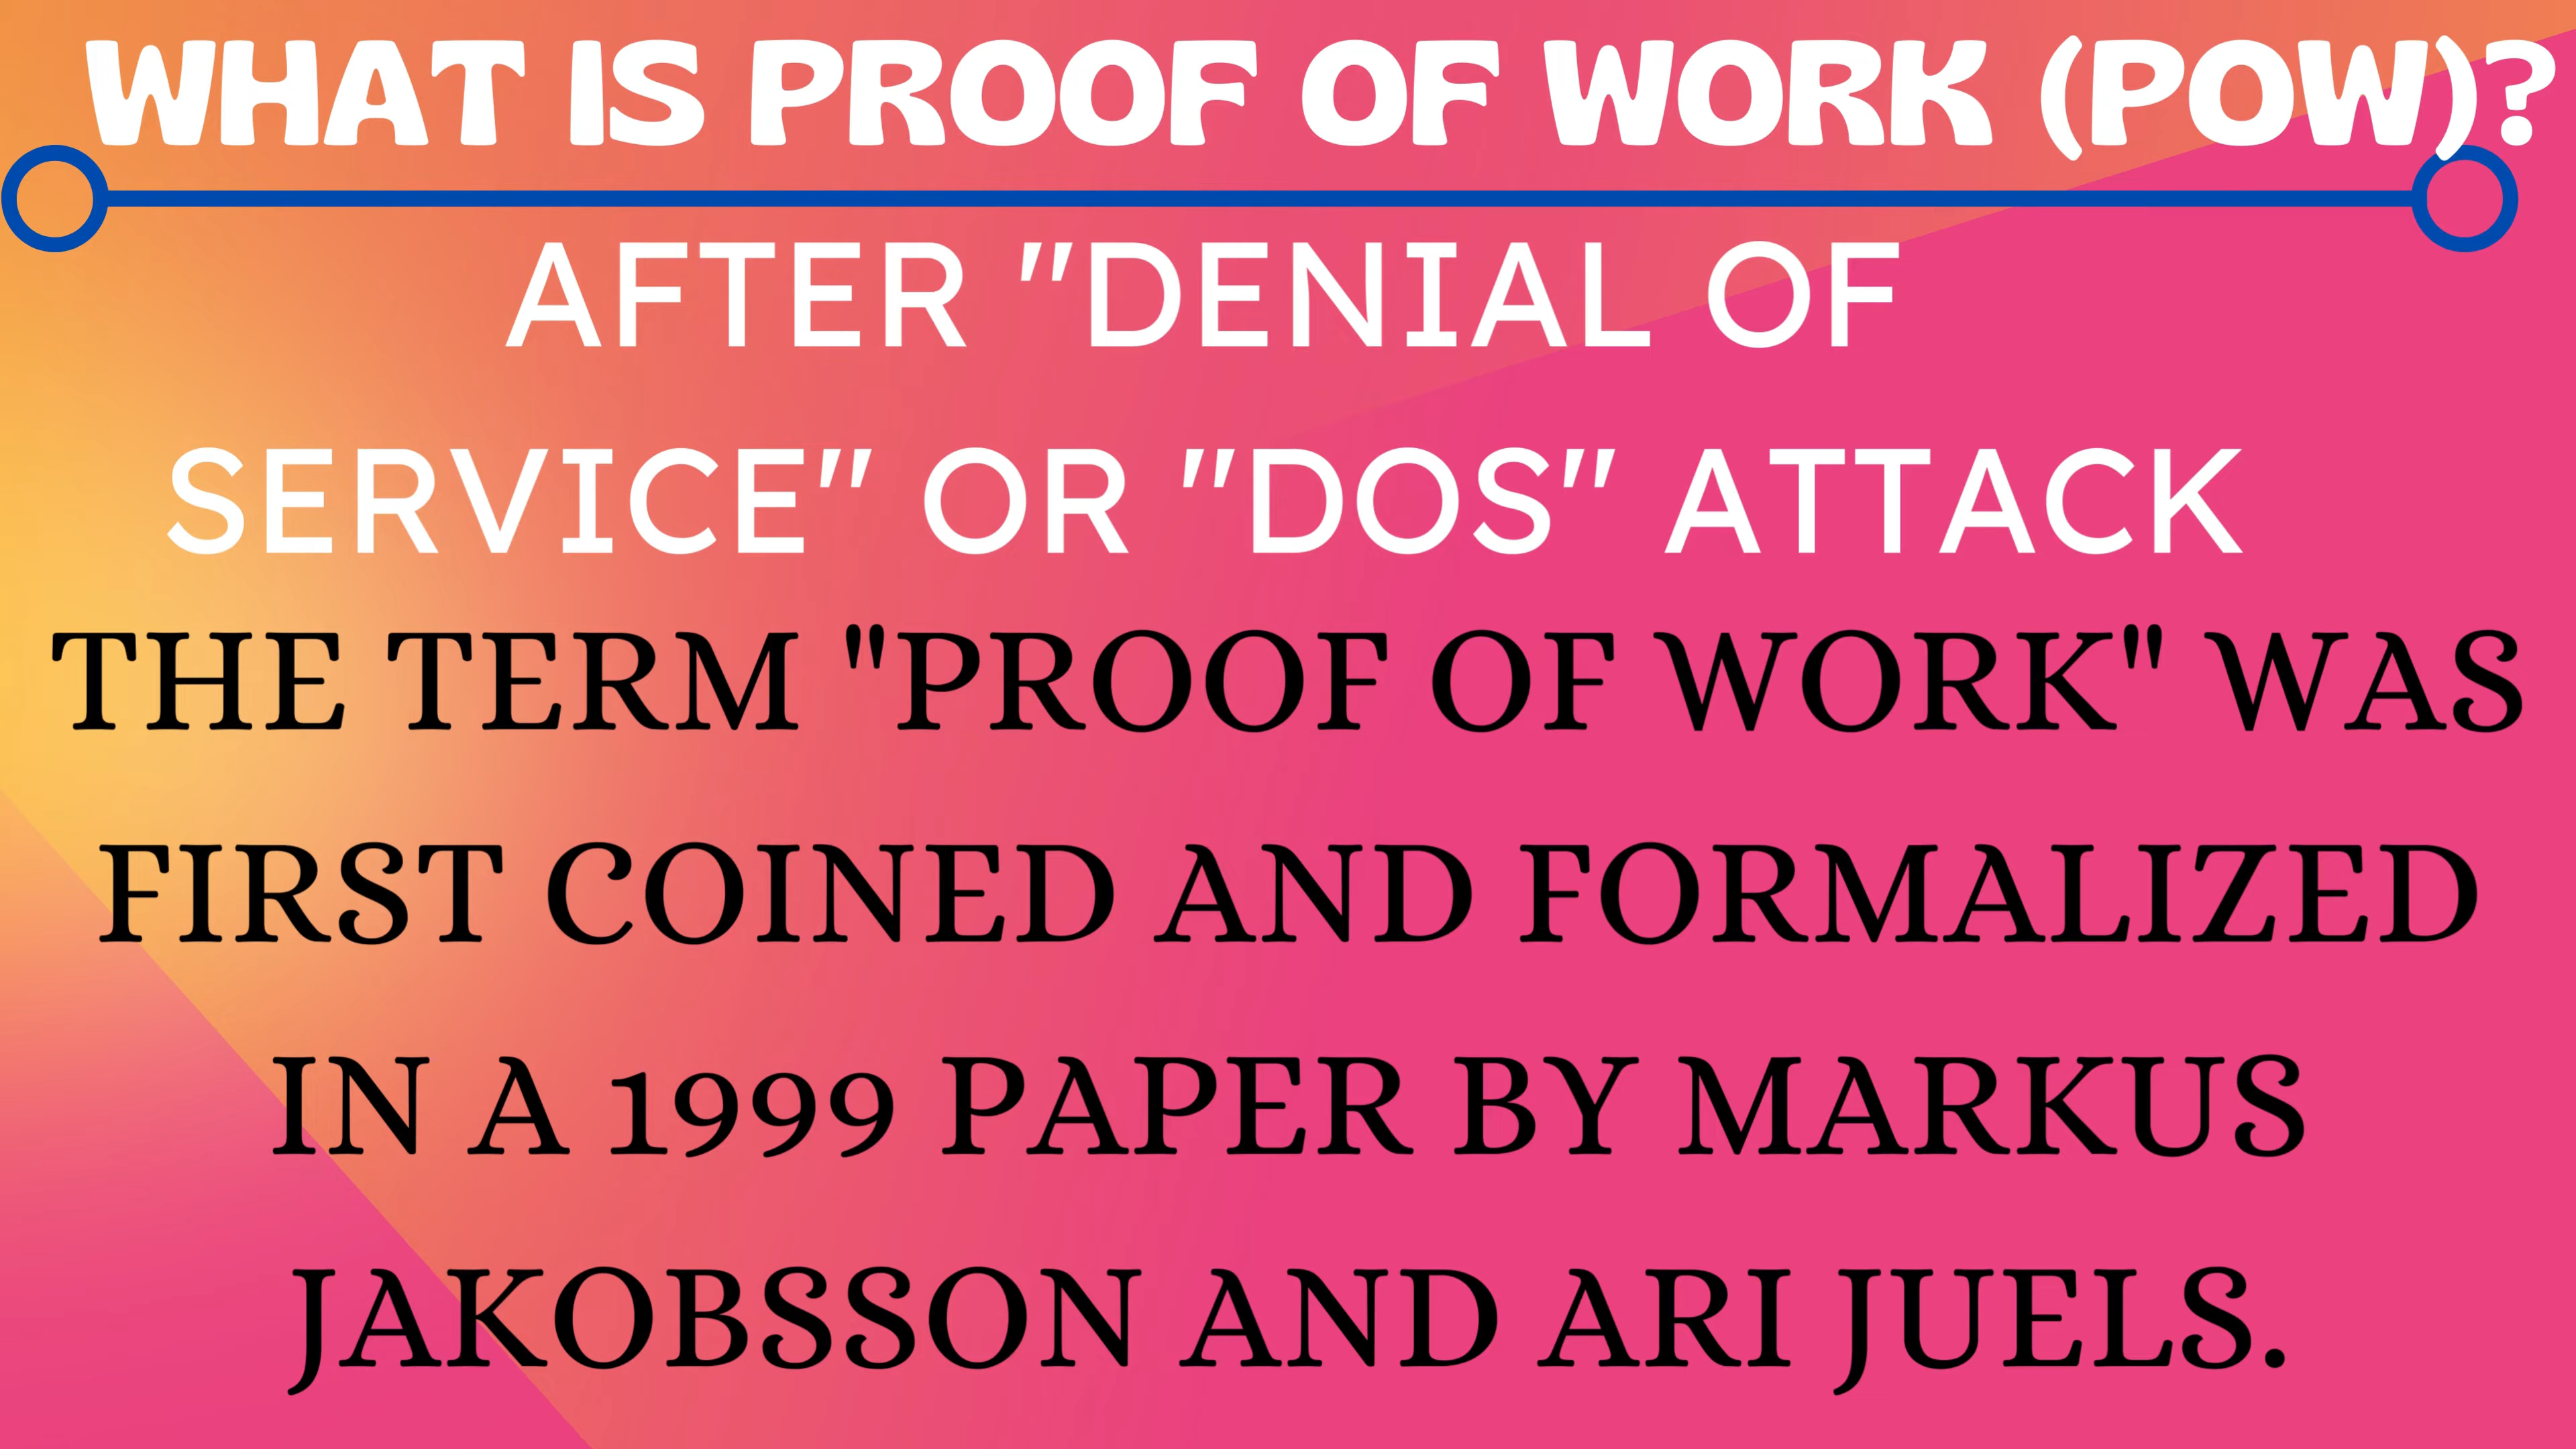 WHAT IS PROOF OF WORK (POW)?
AFTER "DENIAL OF
SERVICE" OR "DOS" ATTACK
THE TERM "PROOF OF WORK" WAS
FIRST COINED AND FORMALIZED
IN A 1999 PAPER BY MARKUS
JAKOBSSON AND ARI JUELS.